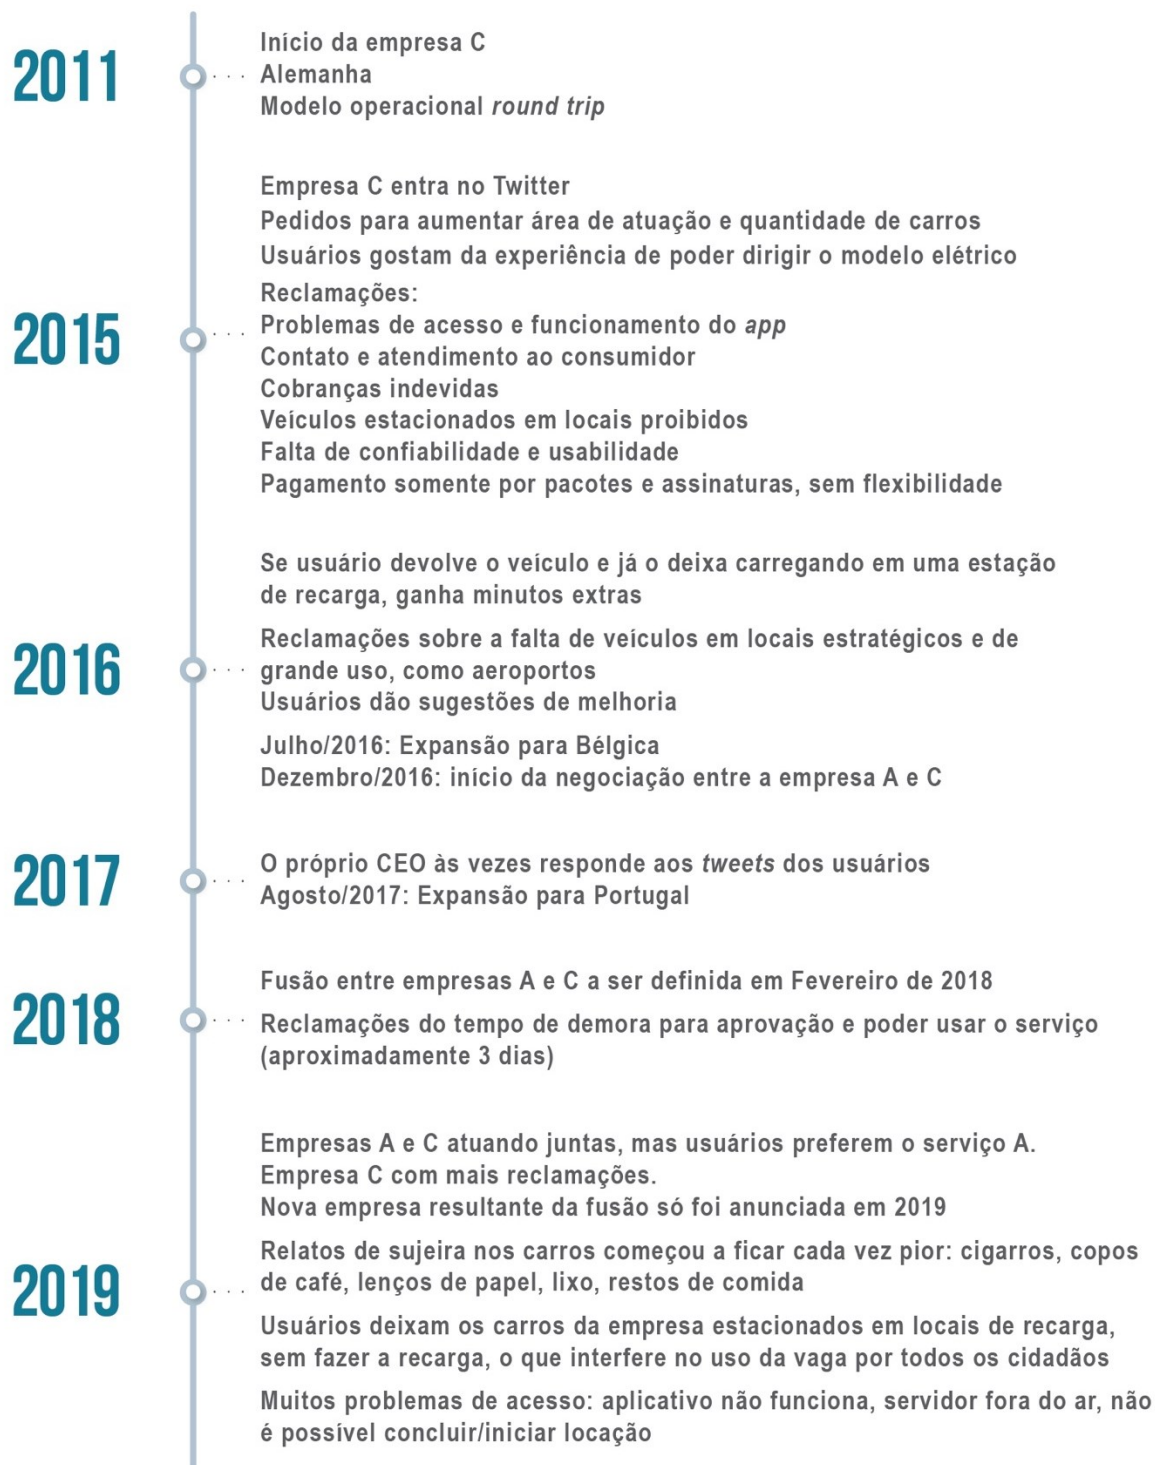 2011
Início da empresa C
Alemanha
Modelo operacional round trip
2015
Empresa C entra no Twitter
Pedidos para aumentar área de atuação e quantidade de carros
Usuários gostam da experiência de poder dirigir o modelo elétrico
Reclamações:
Problemas de acesso e funcionamento do app
Contato e atendimento ao consumidor
Cobranças indevidas
Veículos estacionados em locais proibidos
Falta de confiabilidade e usabilidade
Pagamento somente por pacotes e assinaturas, sem flexibilidade
2016
Se usuário devolve o veículo e já o deixa carregando em uma estação
de recarga, ganha minutos extras
Reclamações sobre a falta de veículos em locais estratégicos e de
grande uso, como aeroportos
Usuários dão sugestões de melhoria
Julho/2016: Expansão para Bélgica
Dezembro/2016: início da negociação entre a empresa A e C
2017
O próprio CEO às vezes responde aos tweets dos usuários
Agosto/2017: Expansão para Portugal
2018
Fusão entre empresas A e C a ser definida em Fevereiro de 2018
Reclamações do tempo de demora para aprovação e poder usar o serviço
(aproximadamente 3 dias)
2019
Empresas A e C atuando juntas, mas usuários preferem o serviço A.
Empresa C com mais reclamações.
Nova empresa resultante da fusão só foi anunciada em 2019
Relatos de sujeira nos carros começou a ficar cada vez pior: cigarros, copos
de café, lenços de papel, lixo, restos de comida
Usuários deixam os carros da empresa estacionados em locais de recarga,
sem fazer a recarga, o que interfere no uso da vaga por todos os cidadãos
Muitos problemas de acesso: aplicativo não funciona, servidor fora do ar, não
é possível concluir/iniciar locação